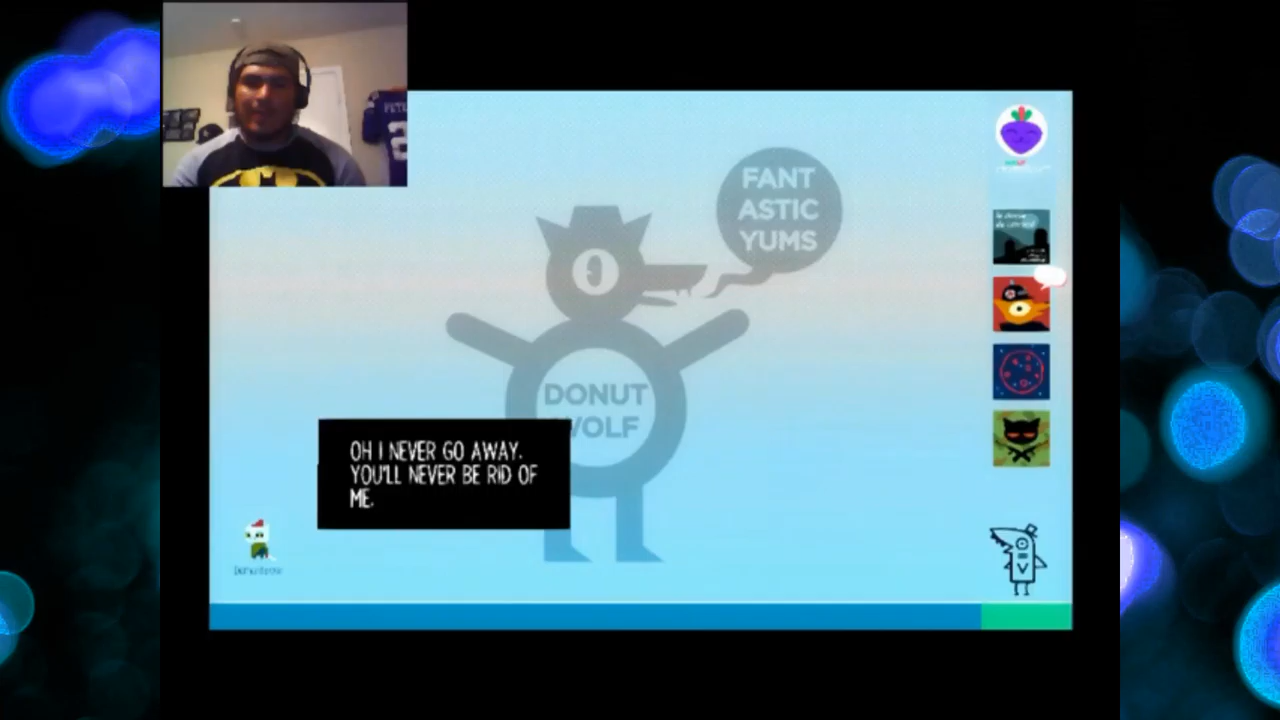 FANT
ASTIC
YUMS
DONUT
WOLF
OH I NEVER GO AWAY.
YOU'LL NEVER BE RID OF
ME.